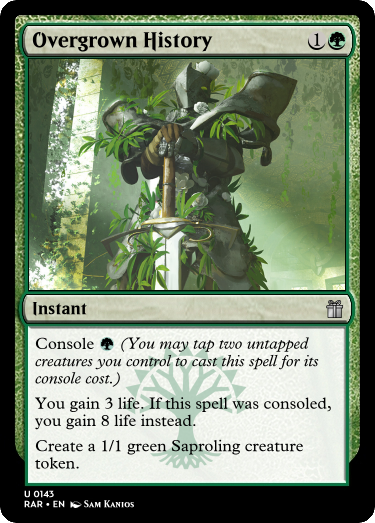 Overgrown History 1
Instant
Console (You may tap two untapped
creatures you control to cast this spell for its
console cost.)
You gain 3 life. If this spell was consoled,
you gain 8 life instead.
Create a 1/1 green Saproling creature
token.
U 0143
RAR • EN Sam Kanios